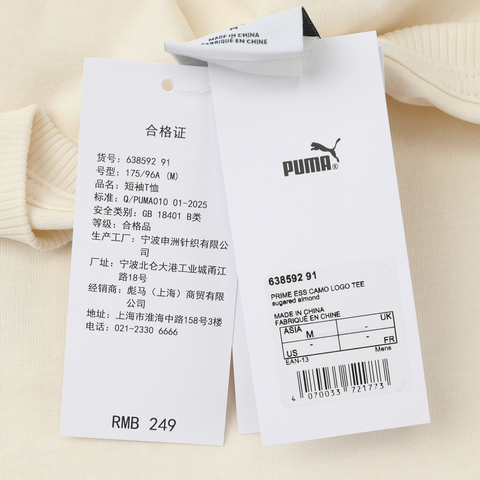 MADE IN CHINA
FABRIQUÉ EN CHINE
合格证
货号：638592 91
号型：175/96A (M)
品名：短袖T恤
标准：Q/PUMA010 01-2025
安全类别：GB 18401 B类
等级：合格品
生产工厂：宁波申洲针织有限公
司
厂址：宁波北仑大港工业城甬江
路18号
经销商：彪马（上海）商贸有限
公司
地址：上海市淮海中路158号3楼
电话：021-2330 6666
RMB 249
PUMA®
638592 91
PRIME ESS CAMO LOGO TEE
sugared almond
MADE IN CHINA
FABRIQUÉ EN CHINE
ASIA M - UK
US - - FR
EAN-13 Mens
4 070033 721773